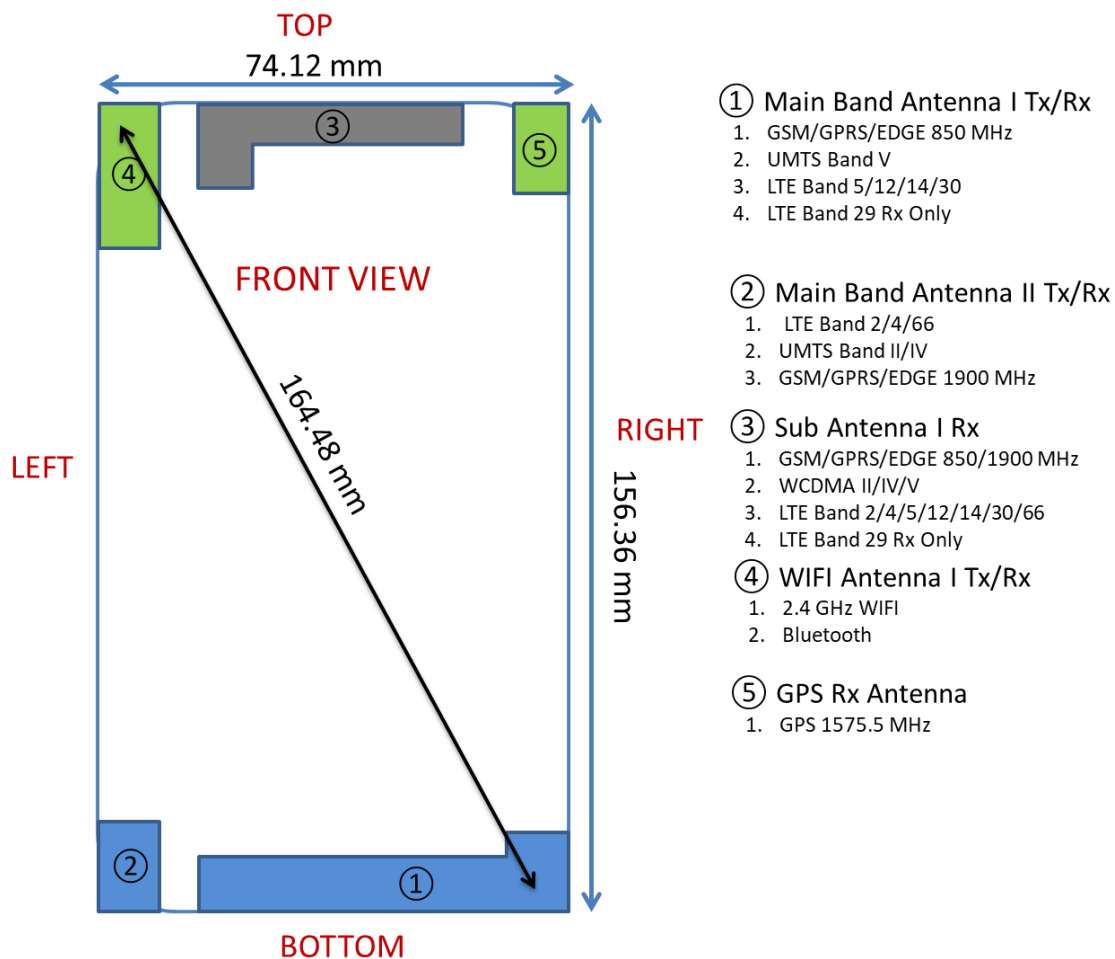 TOP
74.12 mm
③
④
⑤
FRONT VIEW
164.48 mm
LEFT
RIGHT
156.36 mm
②
①
BOTTOM
① Main Band Antenna I Tx/Rx
1. GSM/GPRS/EDGE 850 MHz
2. UMTS Band V
3. LTE Band 5/12/14/30
4. LTE Band 29 Rx Only
② Main Band Antenna II Tx/Rx
1. LTE Band 2/4/66
2. UMTS Band II/IV
3. GSM/GPRS/EDGE 1900 MHz
③ Sub Antenna I Rx
1. GSM/GPRS/EDGE 850/1900 MHz
2. WCDMA II/IV/V
3. LTE Band 2/4/5/12/14/30/66
4. LTE Band 29 Rx Only
④ WIFI Antenna I Tx/Rx
1. 2.4 GHz WIFI
2. Bluetooth
⑤ GPS Rx Antenna
1. GPS 1575.5 MHz